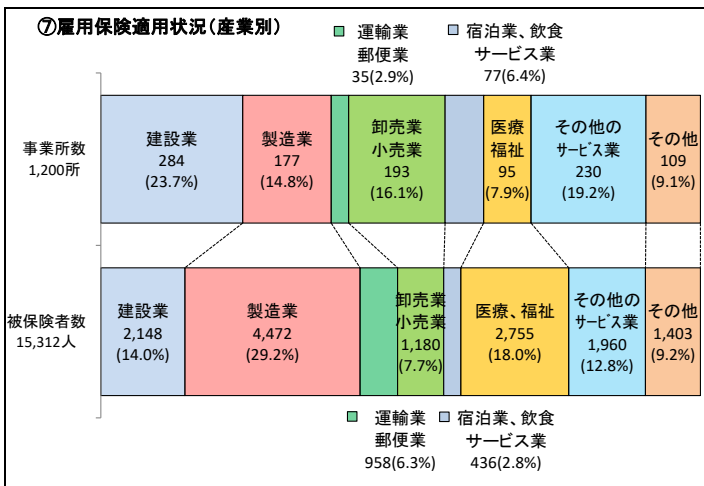 ⑦雇用保険適用状況(産業別)
運輸業
郵便業
35(2.9%)
宿泊業、飲食
サービス業
77(6.4%)
事業所数
1,200所
建設業
284
(23.7%)
製造業
177
(14.8%)
卸売業
小売業
193
(16.1%)
医療
福祉
95
(7.9%)
その他の
サービス業
230
(19.2%)
その他
109
(9.1%)
被保険者数
15,312人
建設業
2,148
(14.0%)
製造業
4,472
(29.2%)
卸売業
小売業
1,180
(7.7%)
医療、福祉
2,755
(18.0%)
その他の
サービス業
1,960
(12.8%)
その他
1,403
(9.2%)
運輸業
郵便業
958(6.3%)
宿泊業、飲食
サービス業
436(2.8%)